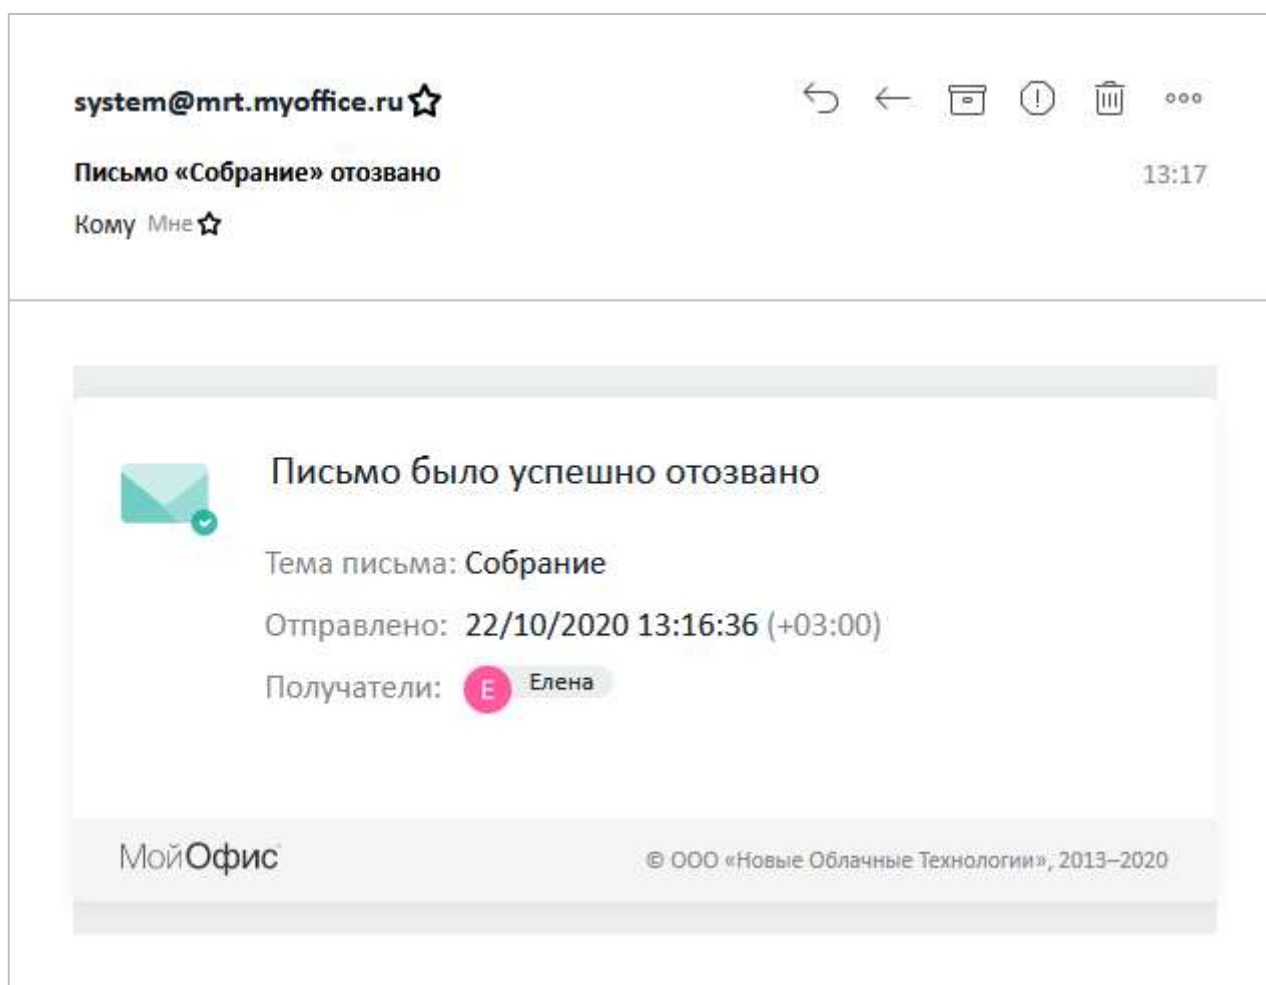 system@mrt.myoffice.ru
Письмо «Собрание» отозвано
13:17
Кому Мне
Письмо было успешно отозвано
Тема письма: Собрание
Отправлено: 22/10/2020 13:16:36 (+03:00)
Получатели: Е Елена
МойОфис © ООО «Новые Облачные Технологии», 2013–2020